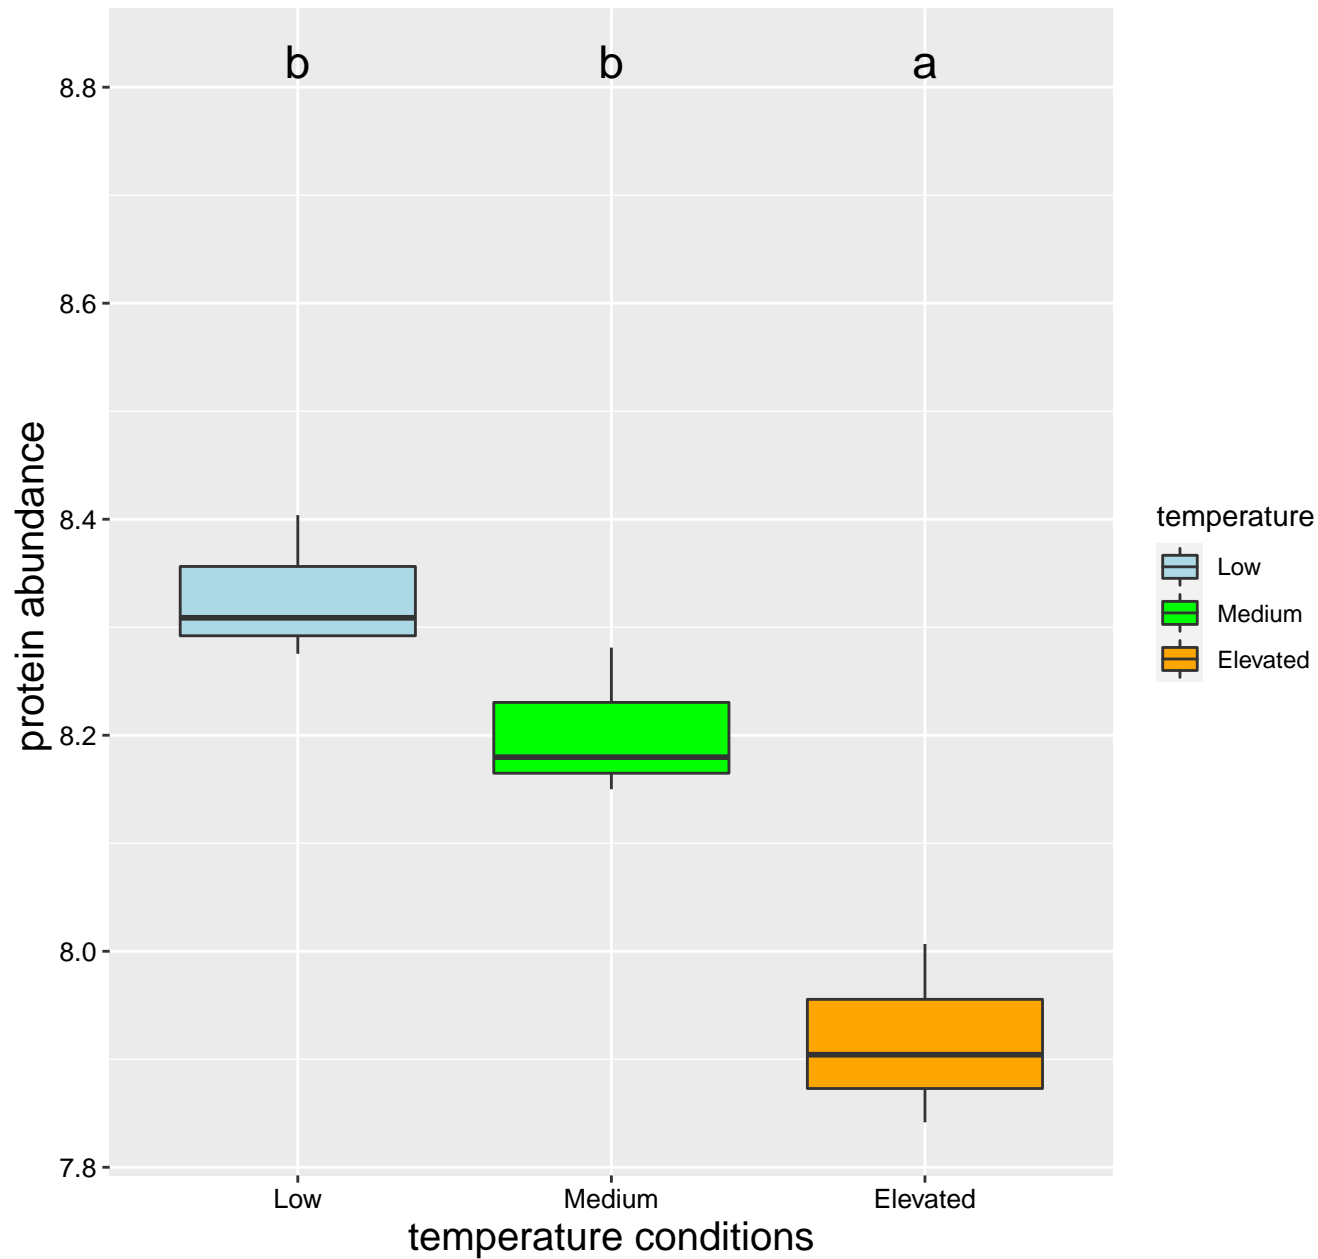 b b a
8.8
8.6
8.4
8.2
8.0
7.8
protein abundance
Low Medium Elevated
temperature conditions
temperature
Low
Medium
Elevated